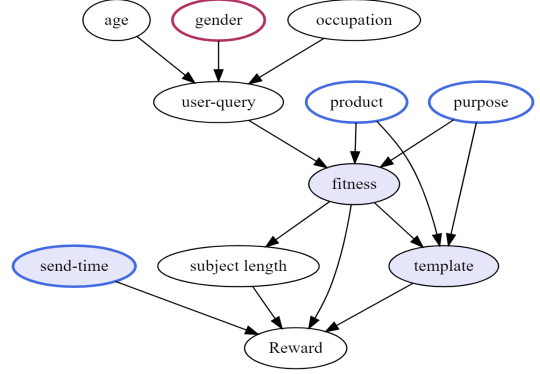 age gender occupation
user-query product purpose
fitness
send-time subject length template
Reward